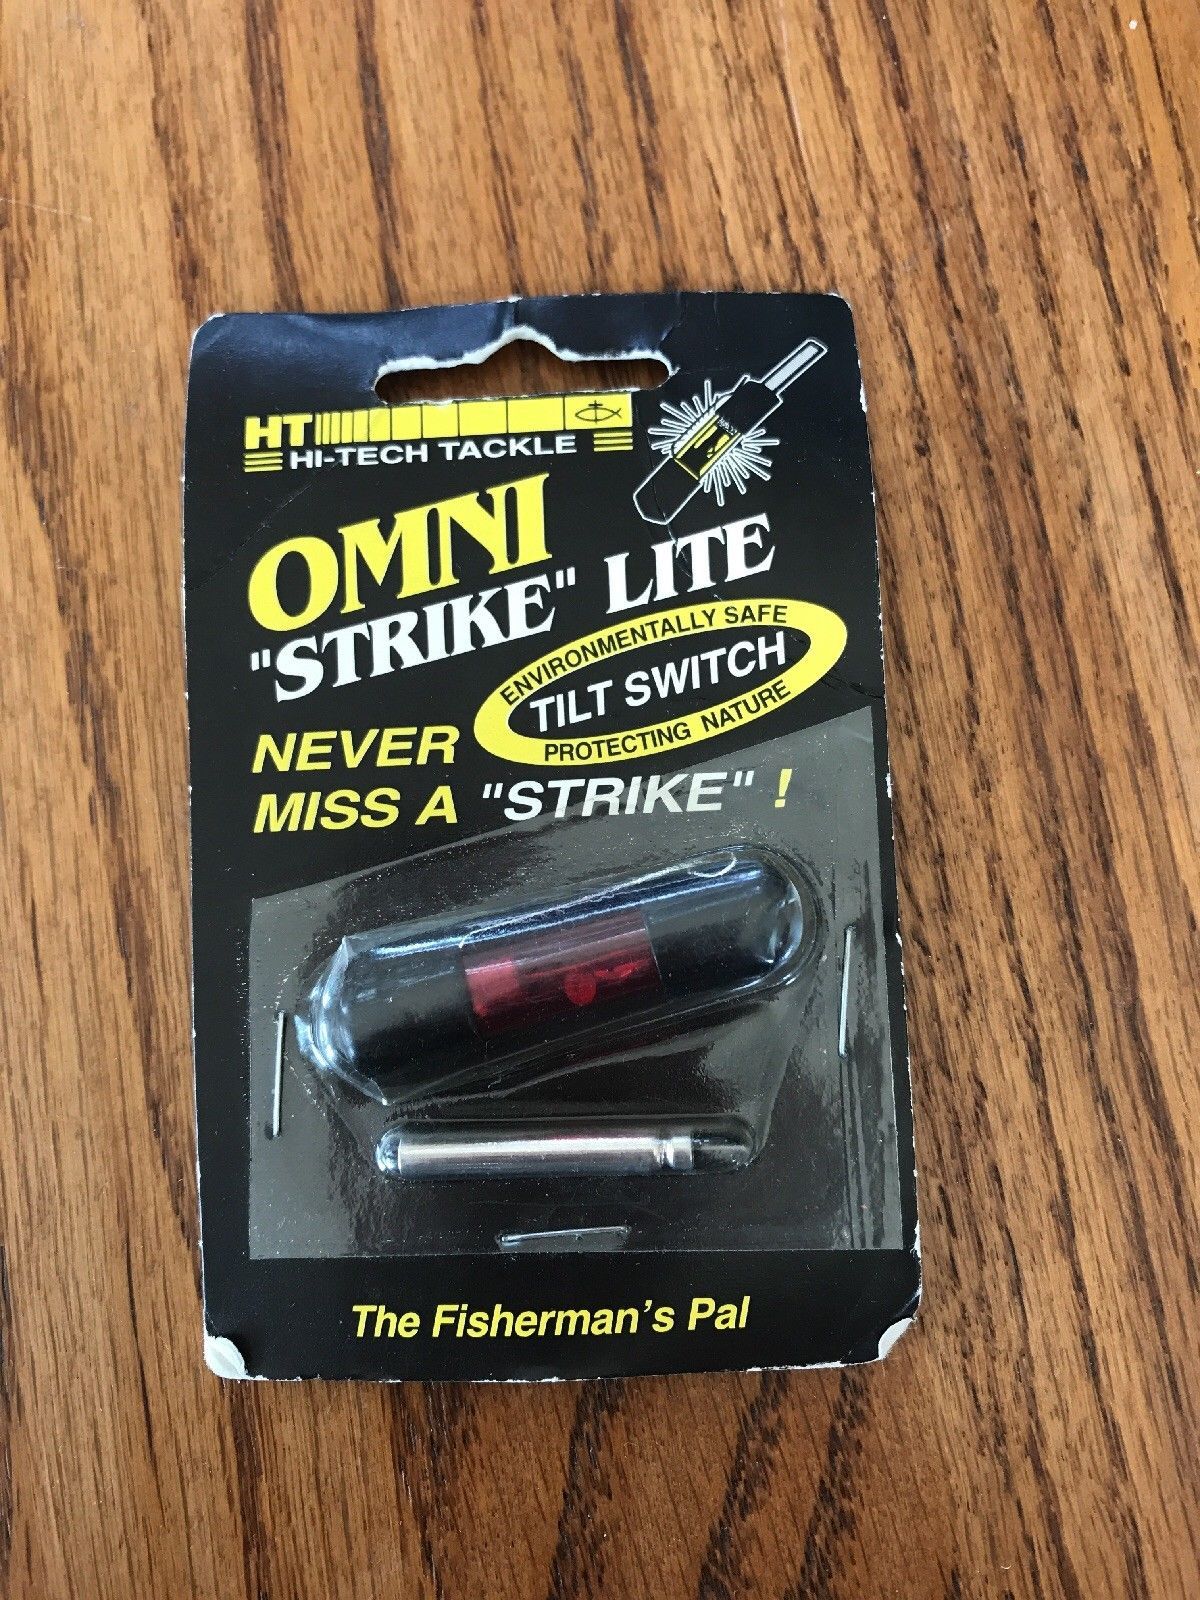 HT
HI-TECH TACKLE
OMNI
"STRIKE" LITE
ENVIRONMENTALLY SAFE
TILT SWITCH
PROTECTING NATURE
NEVER
MISS A "STRIKE" !
The Fisherman's Pal